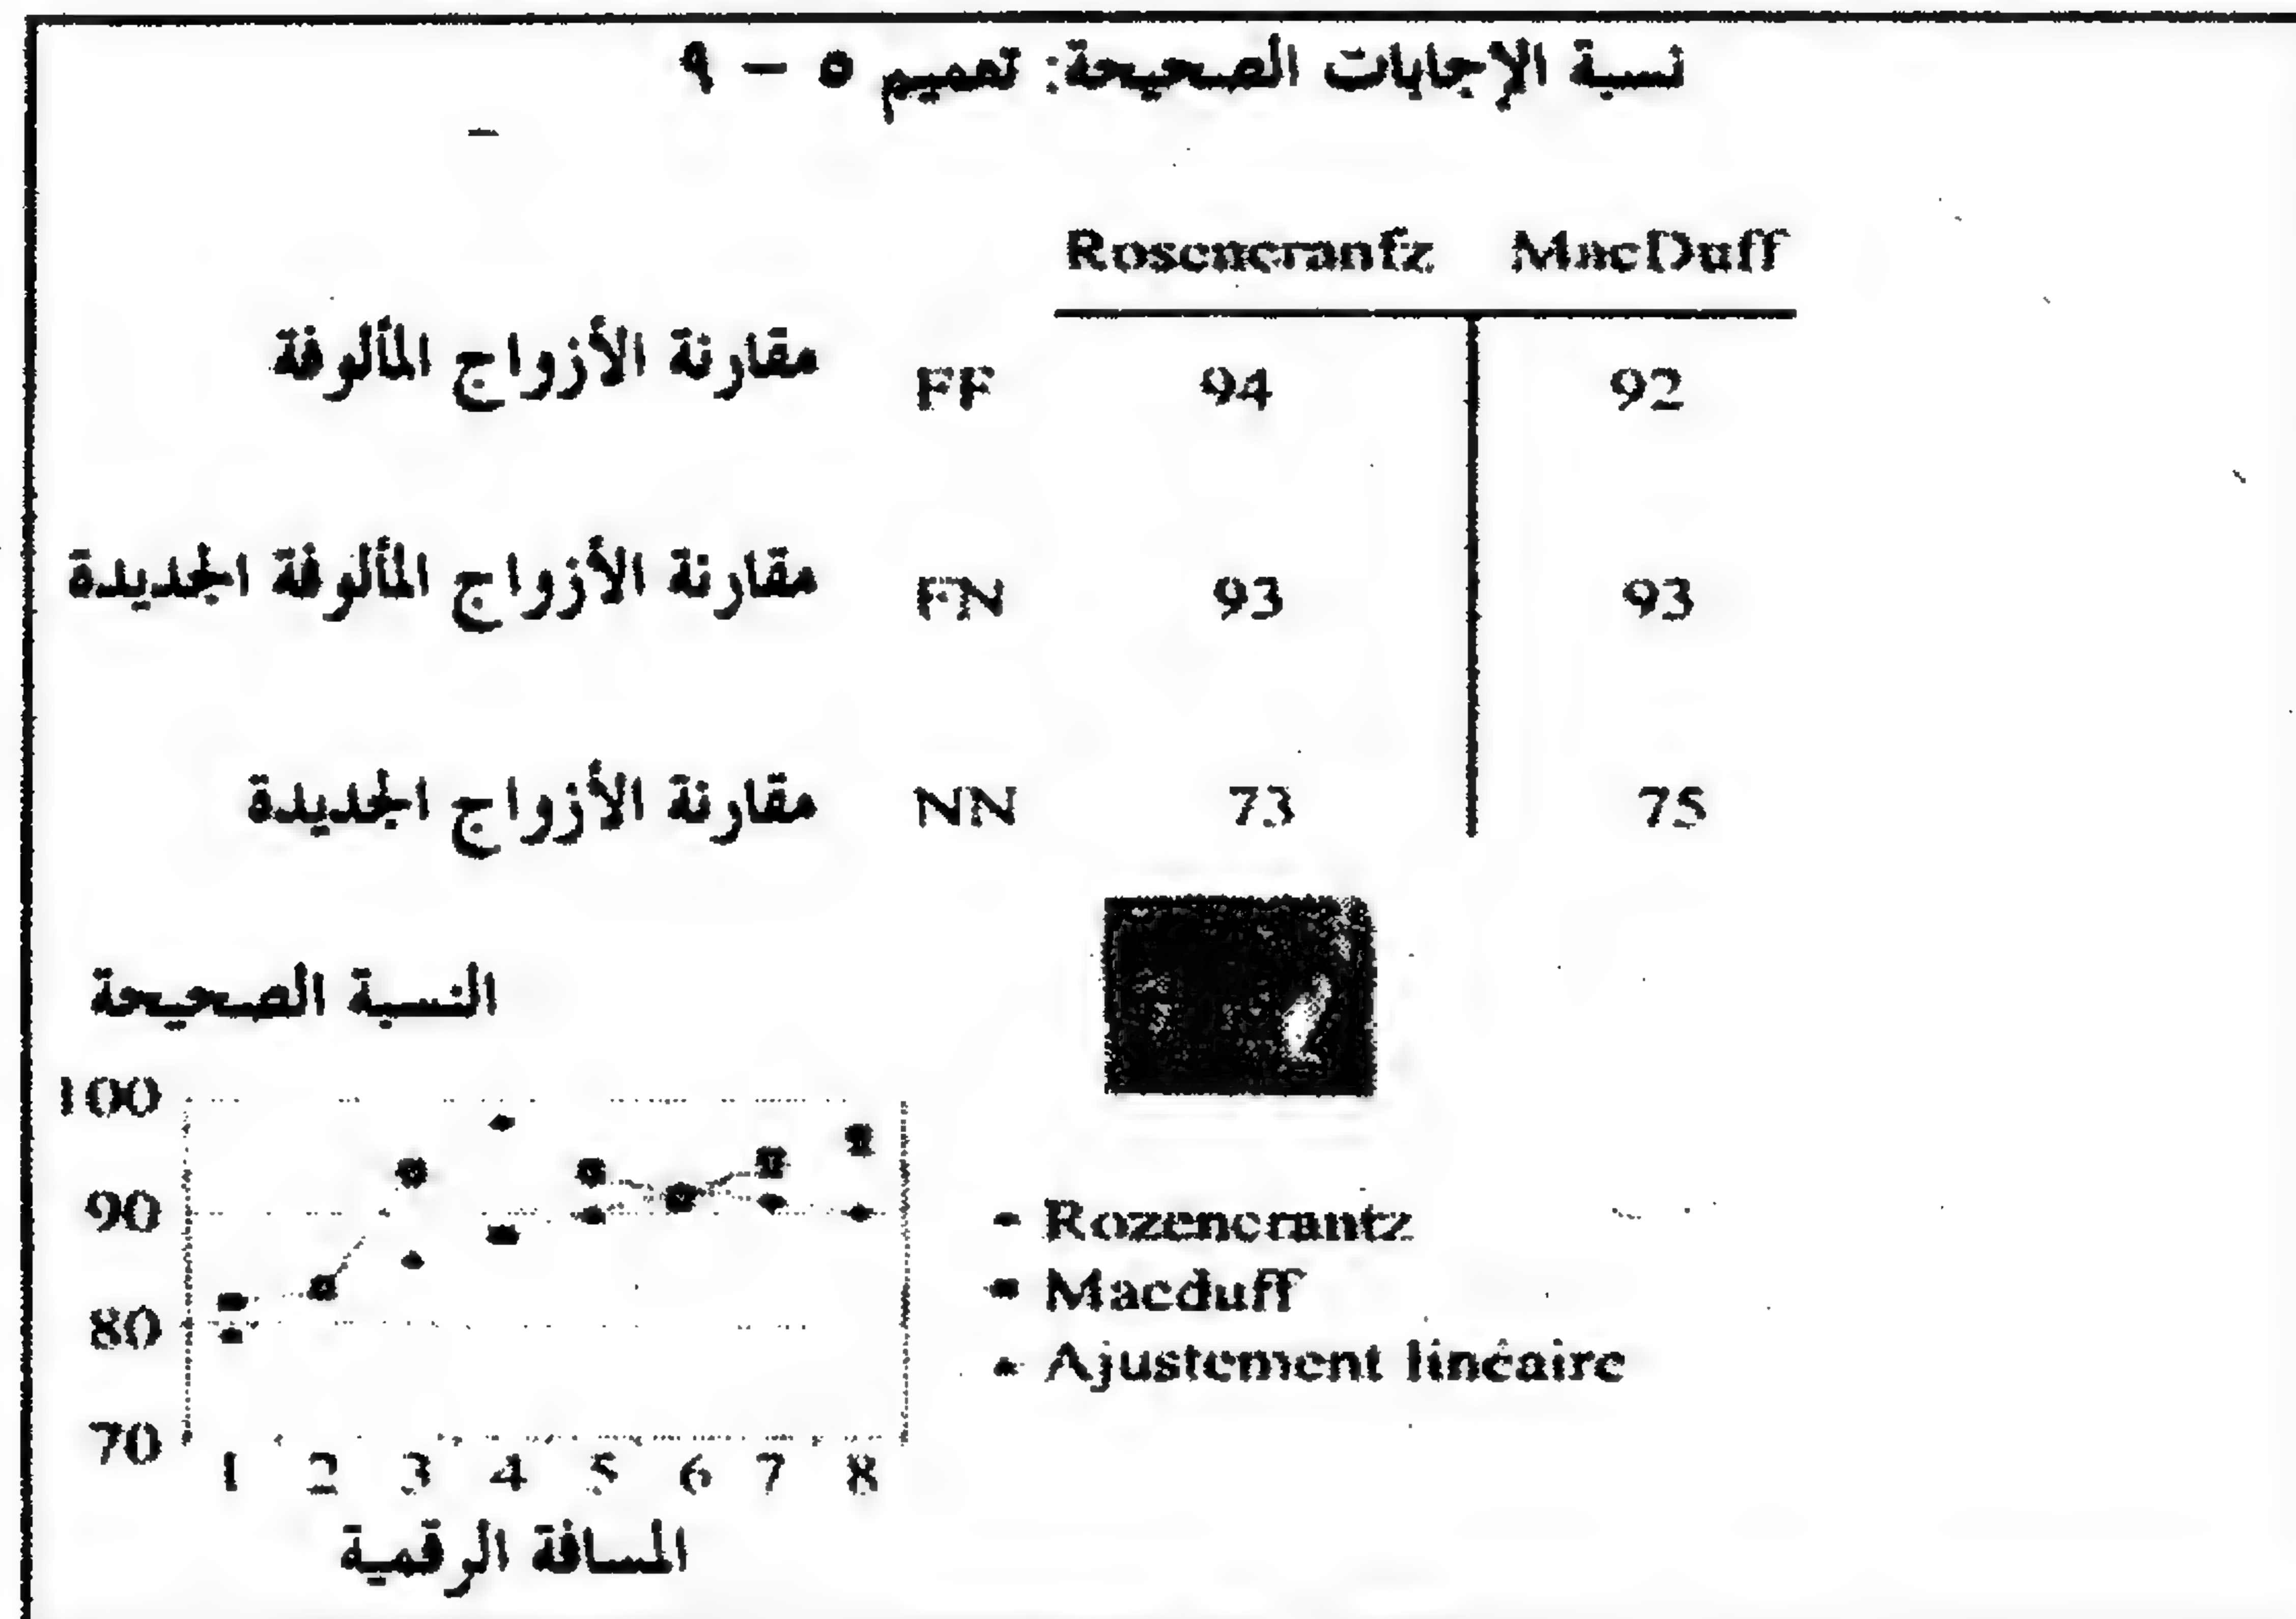 نسبة الإجابات الصحيحة: تعميم ٥ – ٩
Rosencrantz MacDuff
مقارنة الأزواج المألوفة FF 94 92
مقارنة الأزواج المألوفة الجديدة FN 93 93
مقارنة الأزواج الجديدة NN 73 75
النسبة الصحيحة
100
90
80
70
1 2 3 4 5 6 7 8
المسافة الرقمية
Rozencrantz
Macduff
Ajustement linéaire